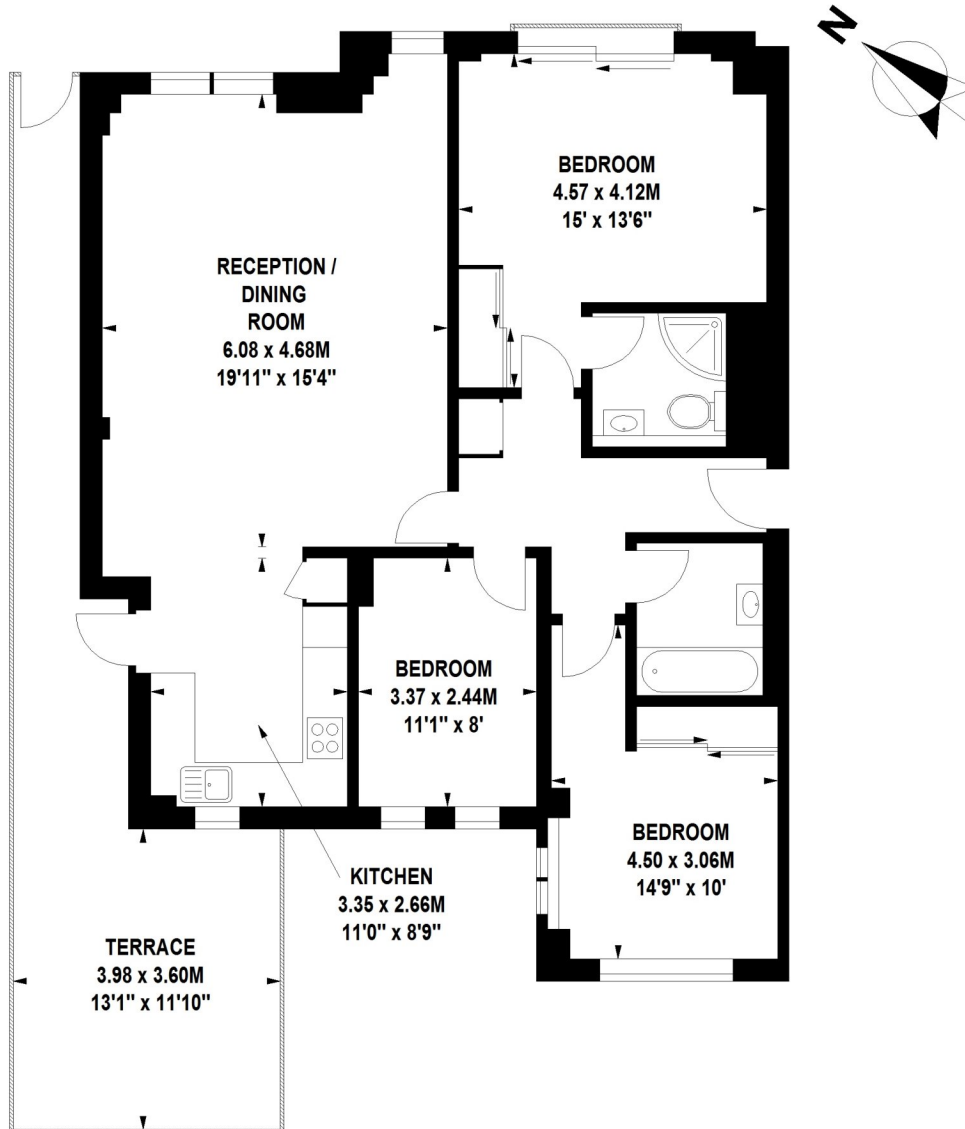 N
BEDROOM
4.57 x 4.12M
15' x 13'6"
RECEPTION /
DINING
ROOM
6.08 x 4.68M
19'11" x 15'4"
BEDROOM
3.37 x 2.44M
11'1" x 8'
BEDROOM
4.50 x 3.06M
14'9" x 10'
KITCHEN
3.35 x 2.66M
11'0" x 8'9"
TERRACE
3.98 x 3.60M
13'1" x 11'10"